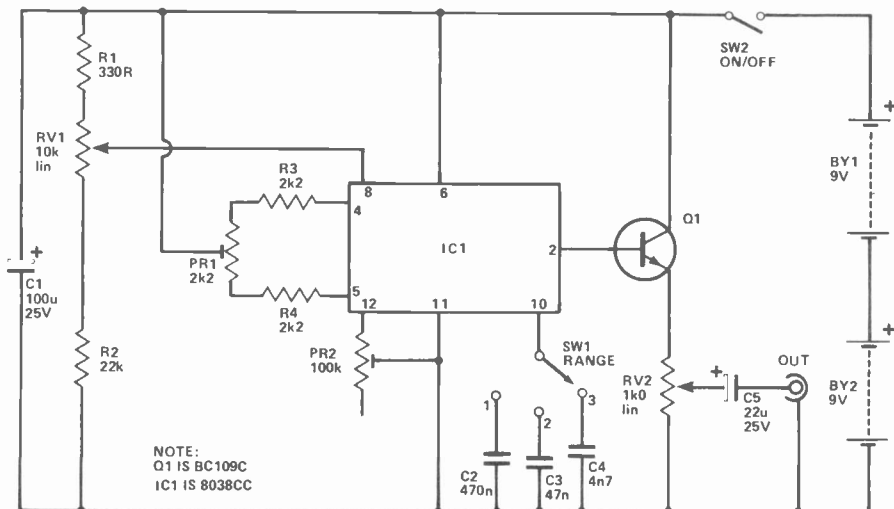 R1
330R
RV1
10k
lin
R3
2k2
8
6
4
IC1
2
Q1
SW2
ON/OFF
+
BY1
9V
PR1
2k2
5
12
11
10
R4
2k2
+
C1
100u
25V
R2
22k
PR2
100k
SW1
RANGE
1
2
3
RV2
1k0
lin
+
C5
22u
25V
OUT
+
BY2
9V
NOTE:
Q1 IS BC109C
IC1 IS 8038CC
C2
470n
C3
47n
C4
4n7